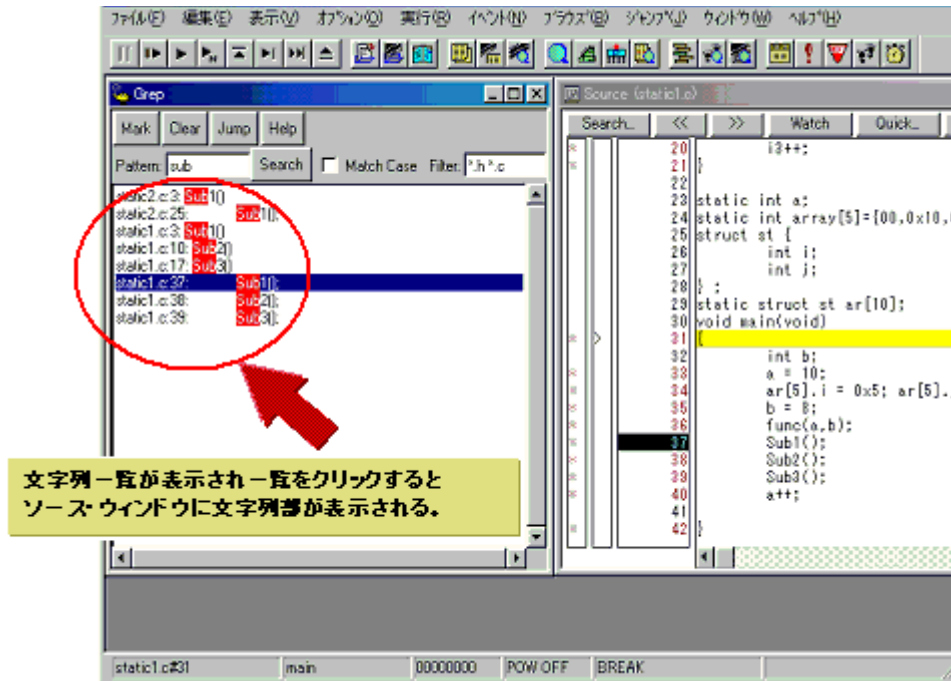 ファイル(F) 編集(E) 表示(V) オプション(O) 実行(R) イベント(N) ブラウズ(B) ジャンプ(J) ウィンドウ(W) ヘルプ(H)
Grep
Mark Clear Jump Help
Pattern: sub Search Match Case Filter: *.h *.c
static2.c:3: Sub1()
static2.c:25: Sub1();
static1.c:3: Sub1()
static1.c:10: Sub2()
static1.c:17: Sub3()
static1.c:37: Sub1();
static1.c:38: Sub2();
static1.c:39: Sub3();
文字列一覧が表示され一覧をクリックすると
ソース・ウィンドウに文字列部が表示される。
Source (static1.c)
Search... << >> Watch Quick...
20 i3++;
21 }
22
23 static int a;
24 static int array[5]={00,0x10,
25 struct st {
26 int i;
27 int j;
28 } ;
29 static struct st ar[10];
30 void main(void)
31 {
32 int b;
33 a = 10;
34 ar[5].i = 0x5; ar[5].
35 b = 8;
36 func(a,b);
37 Sub1();
38 Sub2();
39 Sub3();
40 a++;
41
42 }
static1.c#31 main 00000000 POW OFF BREAK